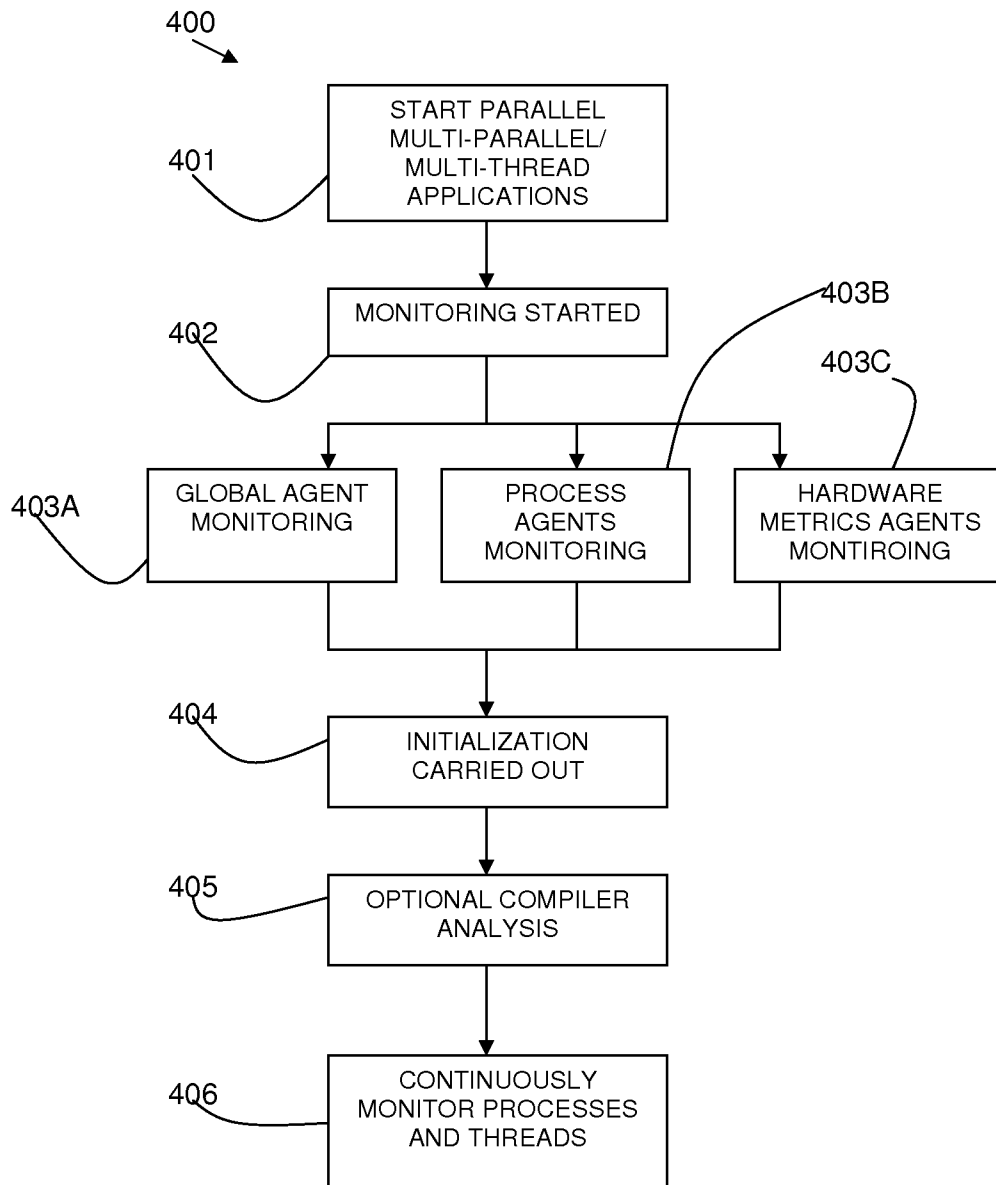 400
START PARALLEL
MULTI-PARALLEL/
MULTI-THREAD
APPLICATIONS
401
MONITORING STARTED
402
403B
403C
403A
GLOBAL AGENT
MONITORING
PROCESS
AGENTS
MONITORING
HARDWARE
METRICS AGENTS
MONTIROING
404
INITIALIZATION
CARRIED OUT
405
OPTIONAL COMPILER
ANALYSIS
406
CONTINUOUSLY
MONITOR PROCESSES
AND THREADS